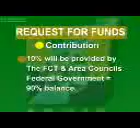 REQUEST FOR FUNDS
Contribution
10% will be provided by
The FCT & Area Councils
Federal Government =
90% balance.